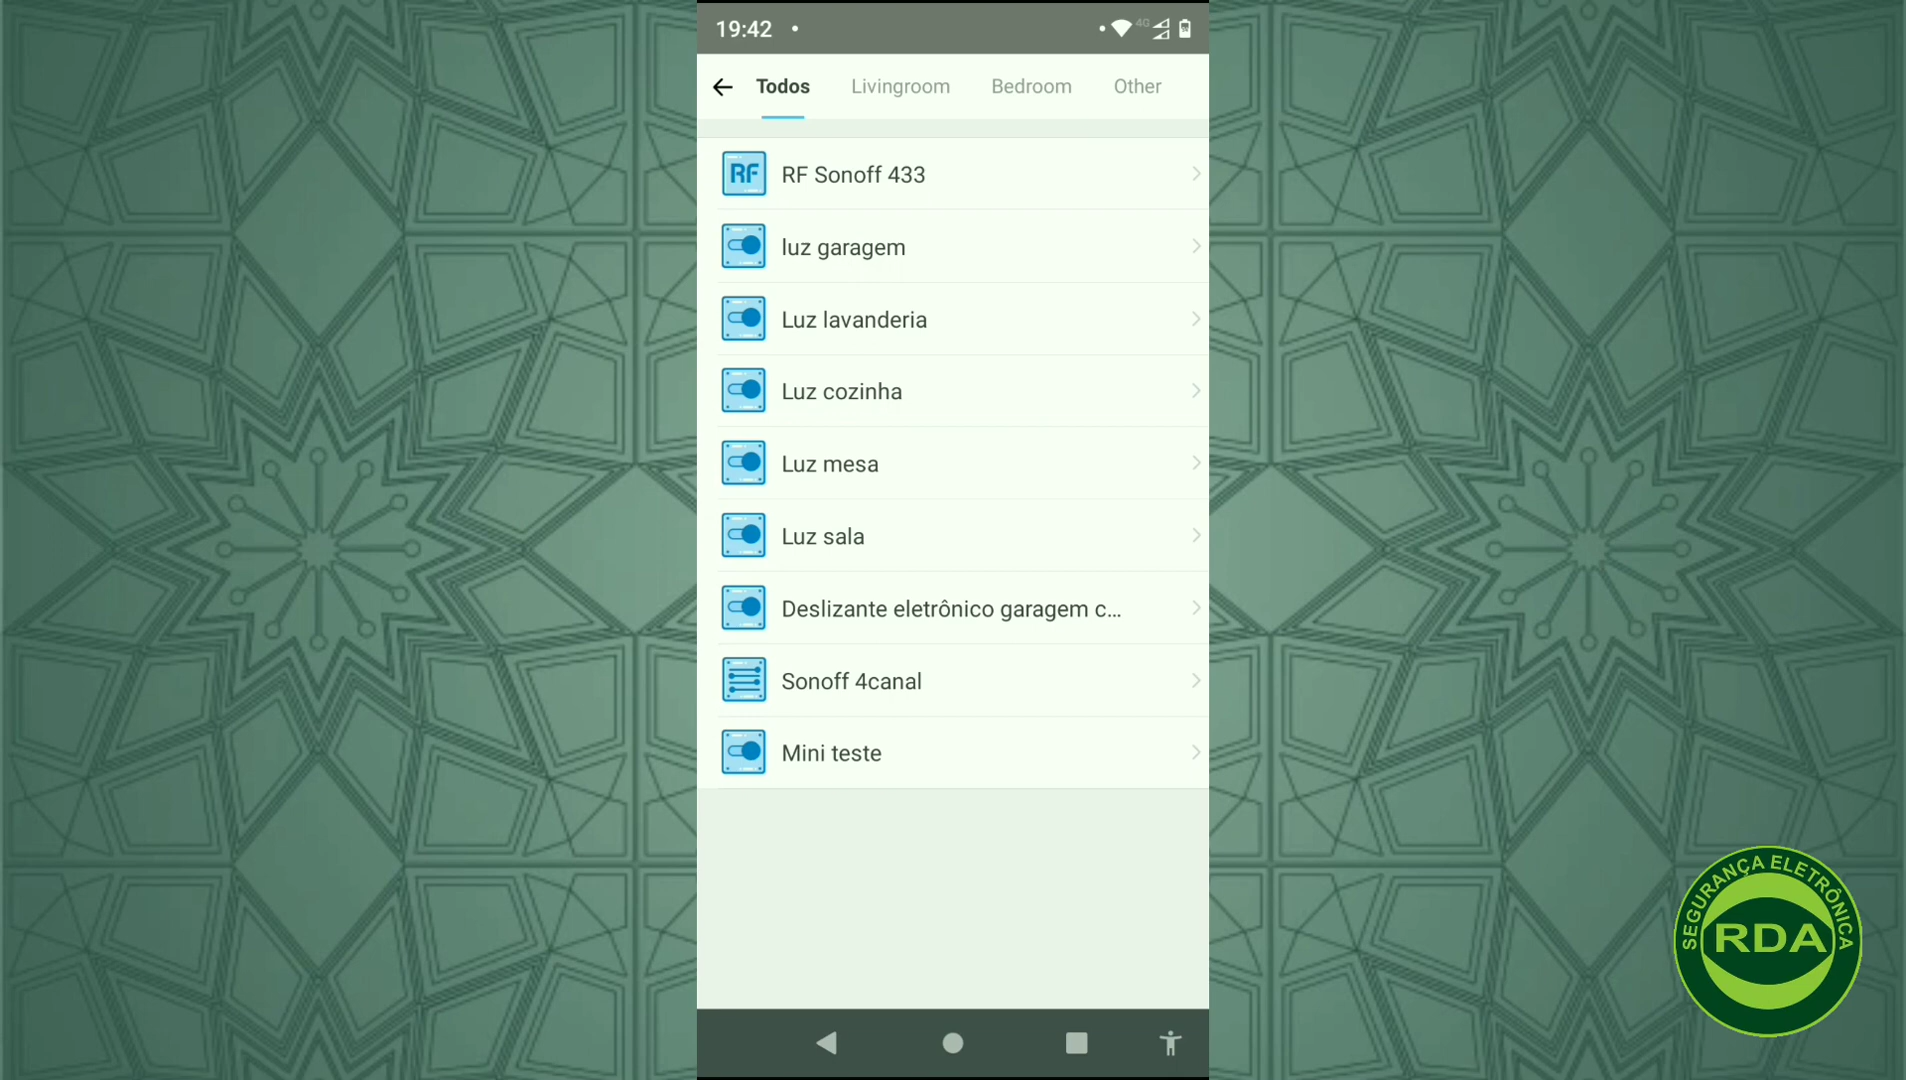 19:42
4G
Todos
Livingroom
Bedroom
Other
RF
RF Sonoff 433
luz garagem
Luz lavanderia
Luz cozinha
Luz mesa
Luz sala
Deslizante eletrônico garagem c...
Sonoff 4canal
Mini teste
SEGURANÇA ELETRÔNICA
RDA